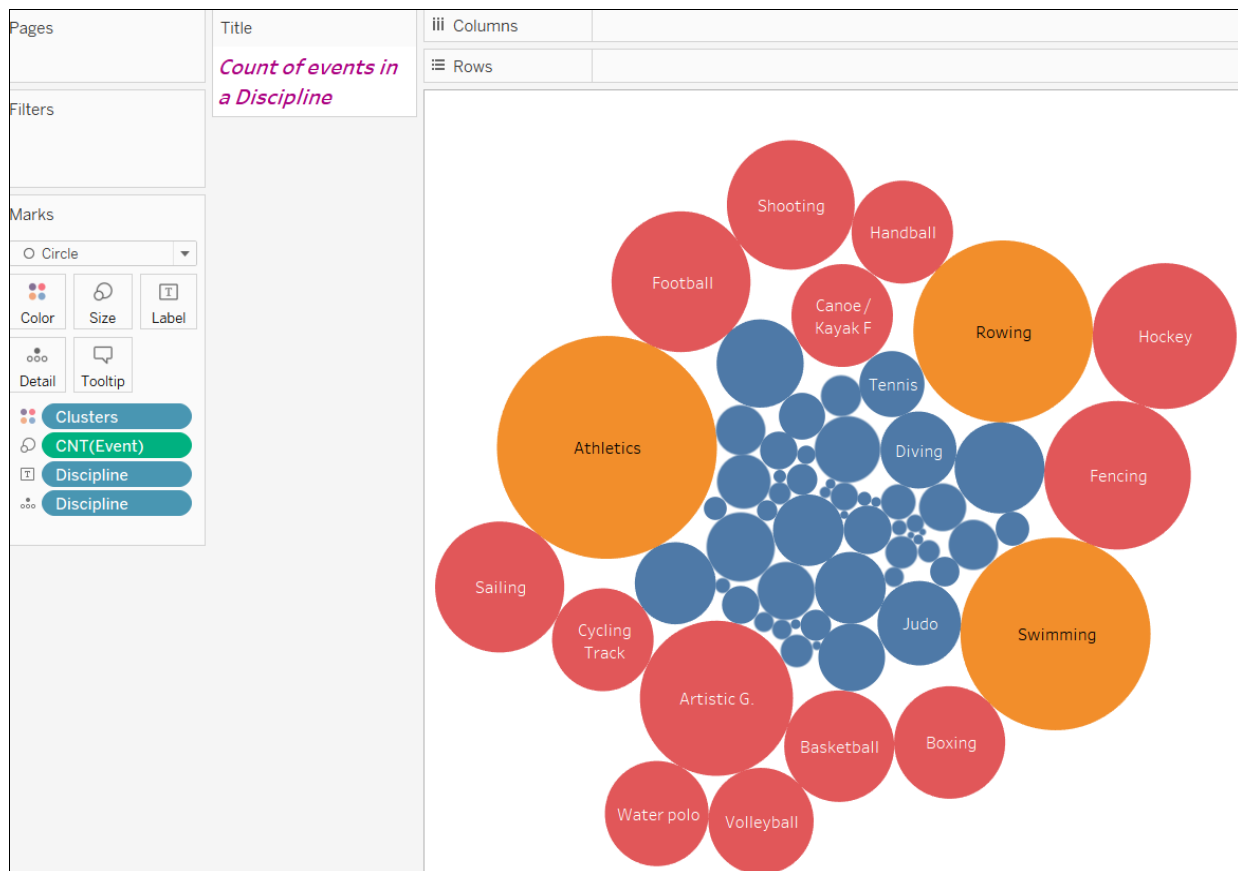 Pages
Title
Columns
Count of events in
a Discipline
Rows
Filters
Marks
Circle
Color
Size
Label
Detail
Tooltip
Clusters
CNT(Event)
Discipline
Discipline
Shooting
Handball
Football
Canoe /
Kayak F
Rowing
Hockey
Tennis
Athletics
Diving
Fencing
Sailing
Cycling
Track
Judo
Swimming
Artistic G.
Basketball
Boxing
Water polo
Volleyball